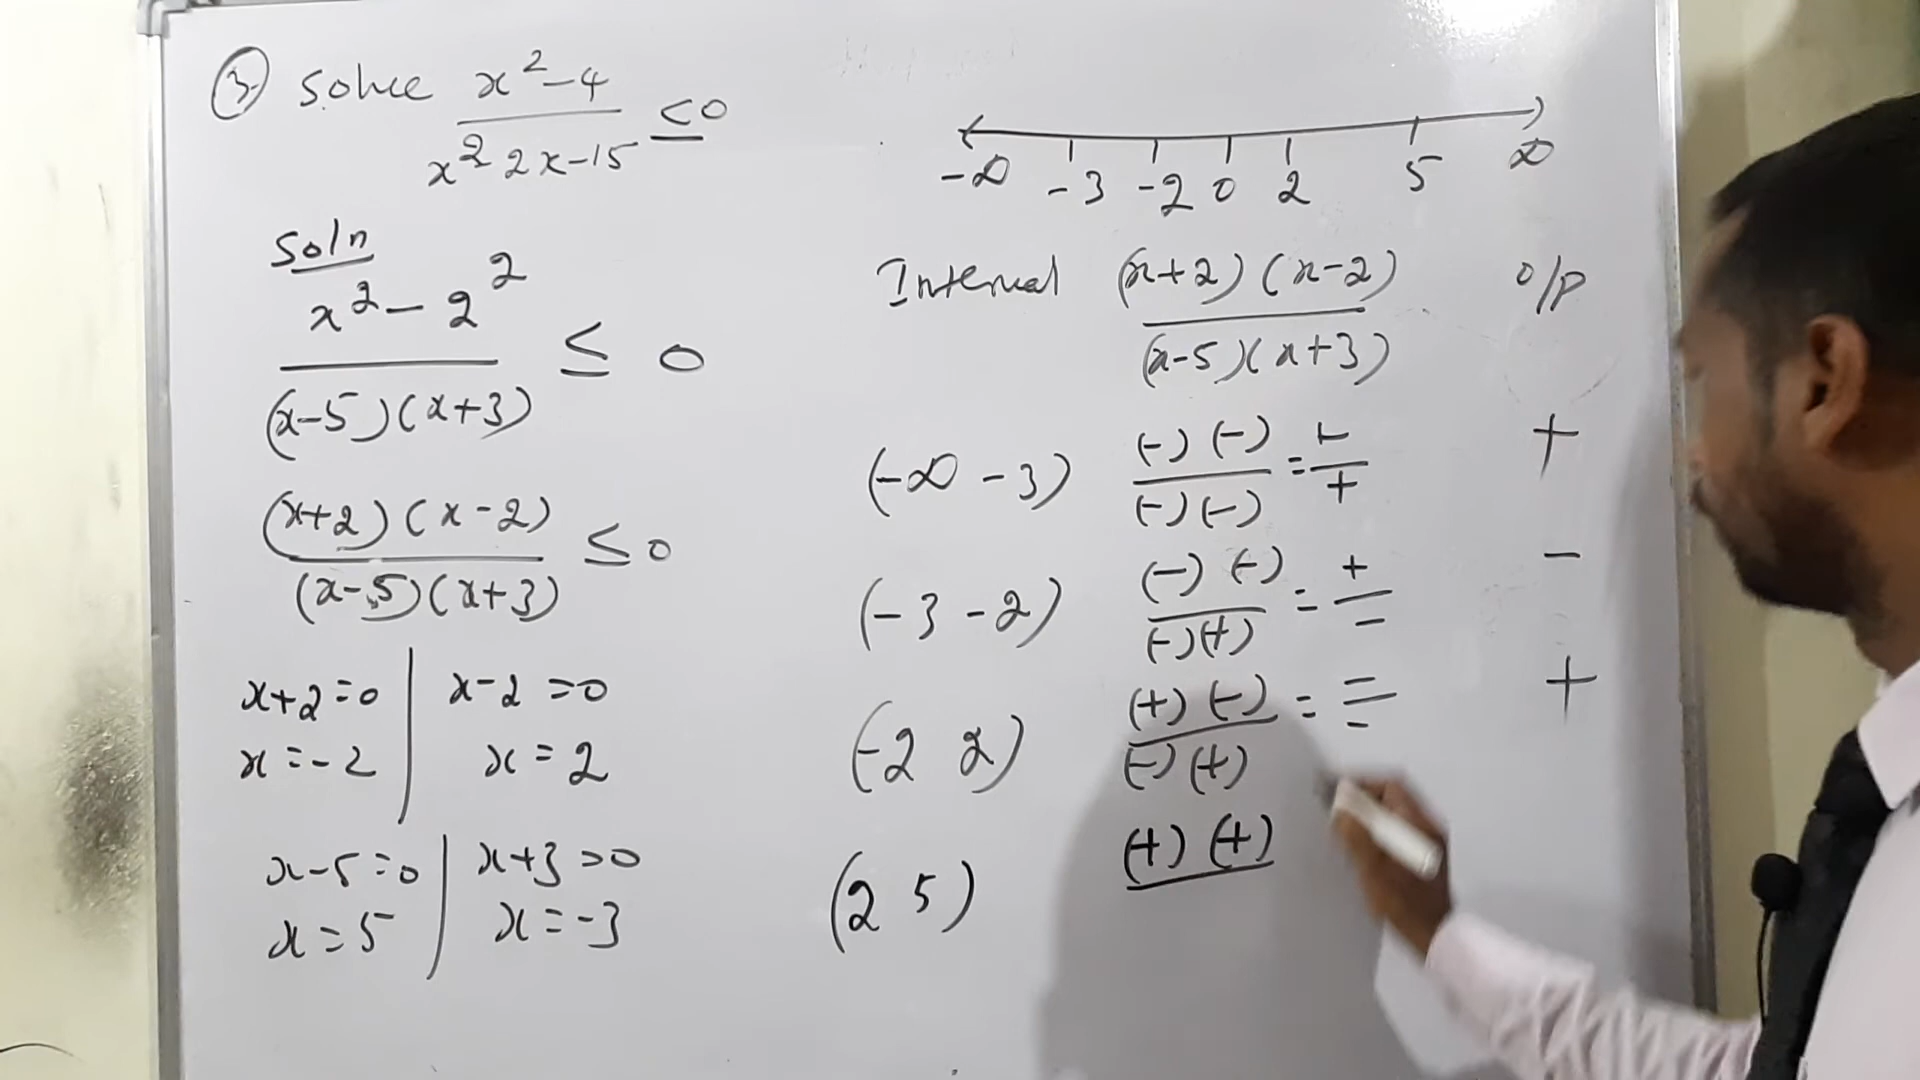 ③ Solve x²-4 / x² 2x-15 ≤0
Soln
x² - 2² / (x-5)(x+3) ≤ 0
(x+2)(x-2) / (x-5)(x+3) ≤ 0
x+2=0 | x-2=0
x=-2 | x=2
x-5=0 | x+3=0
x=5 | x=-3
-∞ -3 -2 0 2 5 ∞
Interval (x+2)(x-2) / (x-5)(x+3) o/p
(-∞ -3) (-)(-) / (-)(-) = + / + +
(-3 -2) (-)(-) / (-)(+) = + / - -
(-2 2) (+)(-) / (-)(+) = - / - +
(2 5) (+)(+)